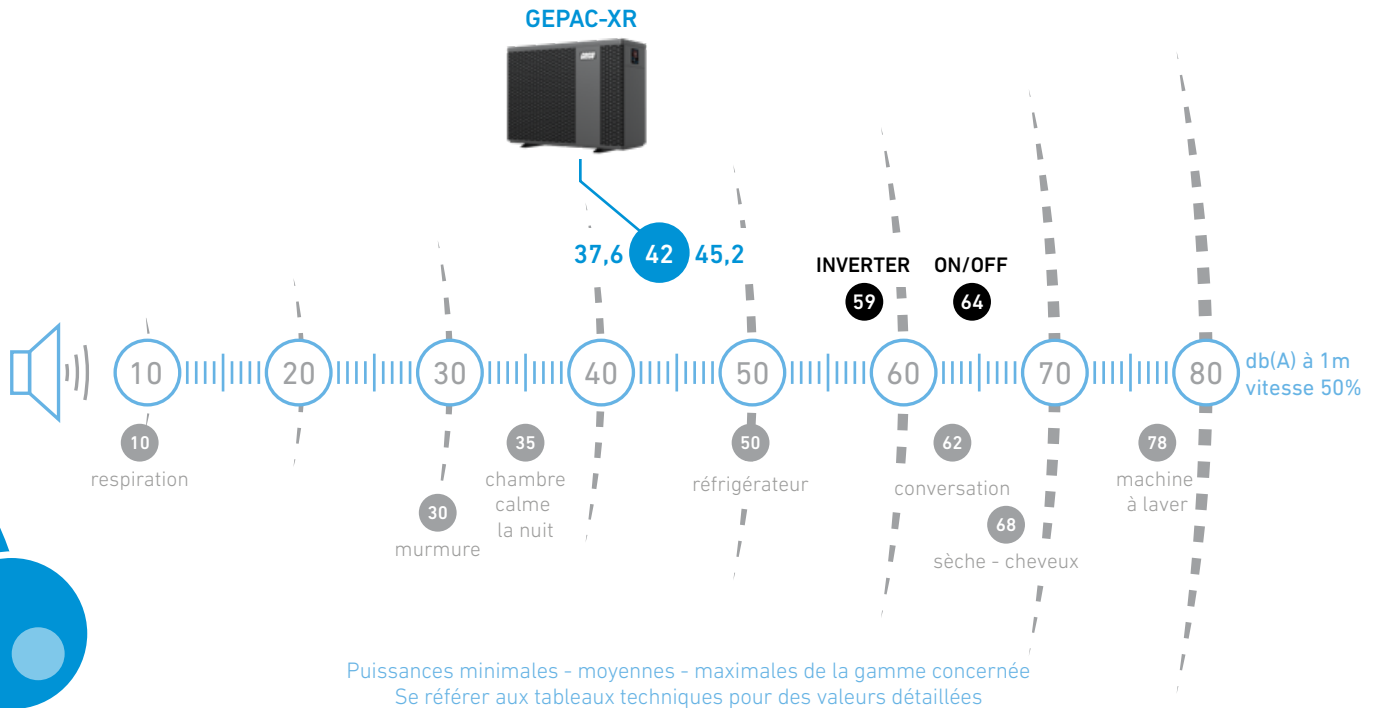 GEPAC-XR
37,6 42 45,2
INVERTER ON/OFF
59 64
10 20 30 40 50 60 70 80
db(A) à 1m
vitesse 50%
10
respiration
30
murmure
35
chambre
calme
la nuit
50
réfrigérateur
62
conversation
68
sèche - cheveux
78
machine
à laver
Puissances minimales - moyennes - maximales de la gamme concernée
Se référer aux tableaux techniques pour des valeurs détaillées